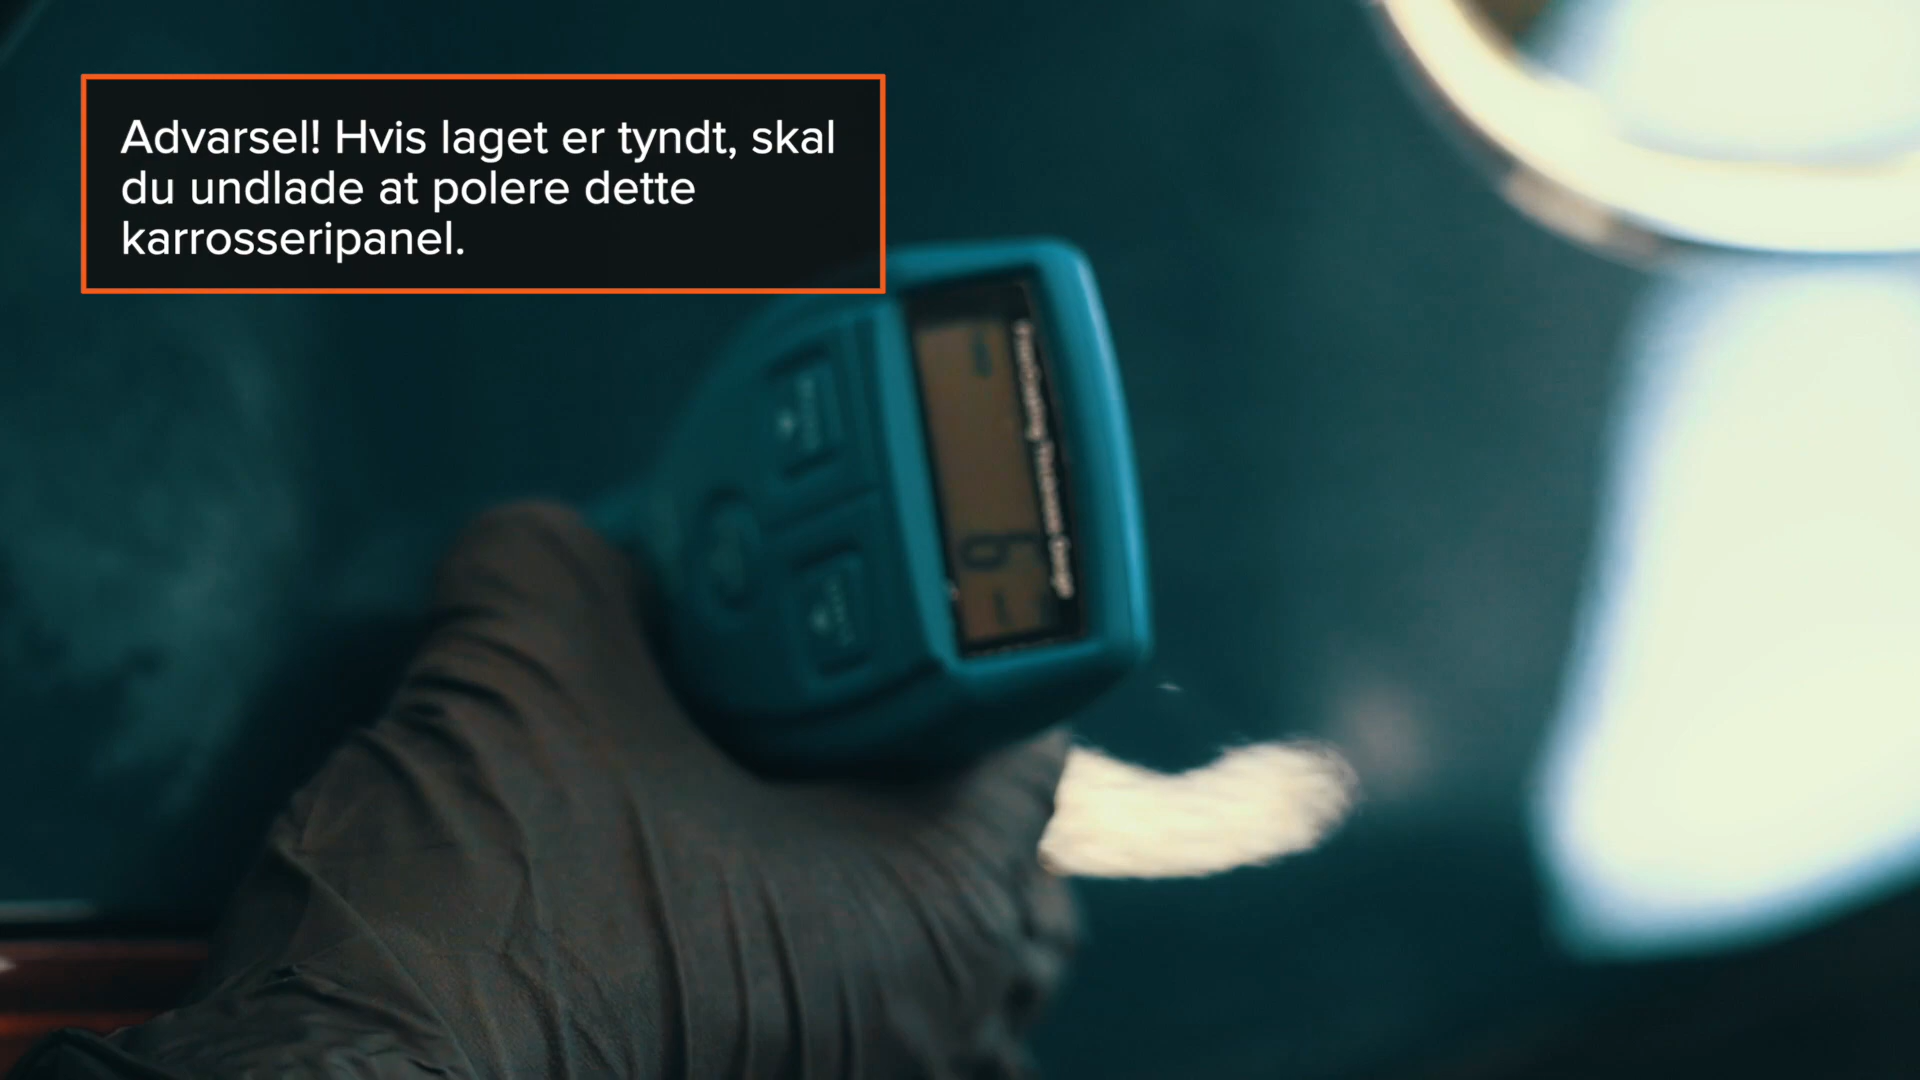 Advarsel! Hvis laget er tyndt, skal
du undlade at polere dette
karrosseripanel.